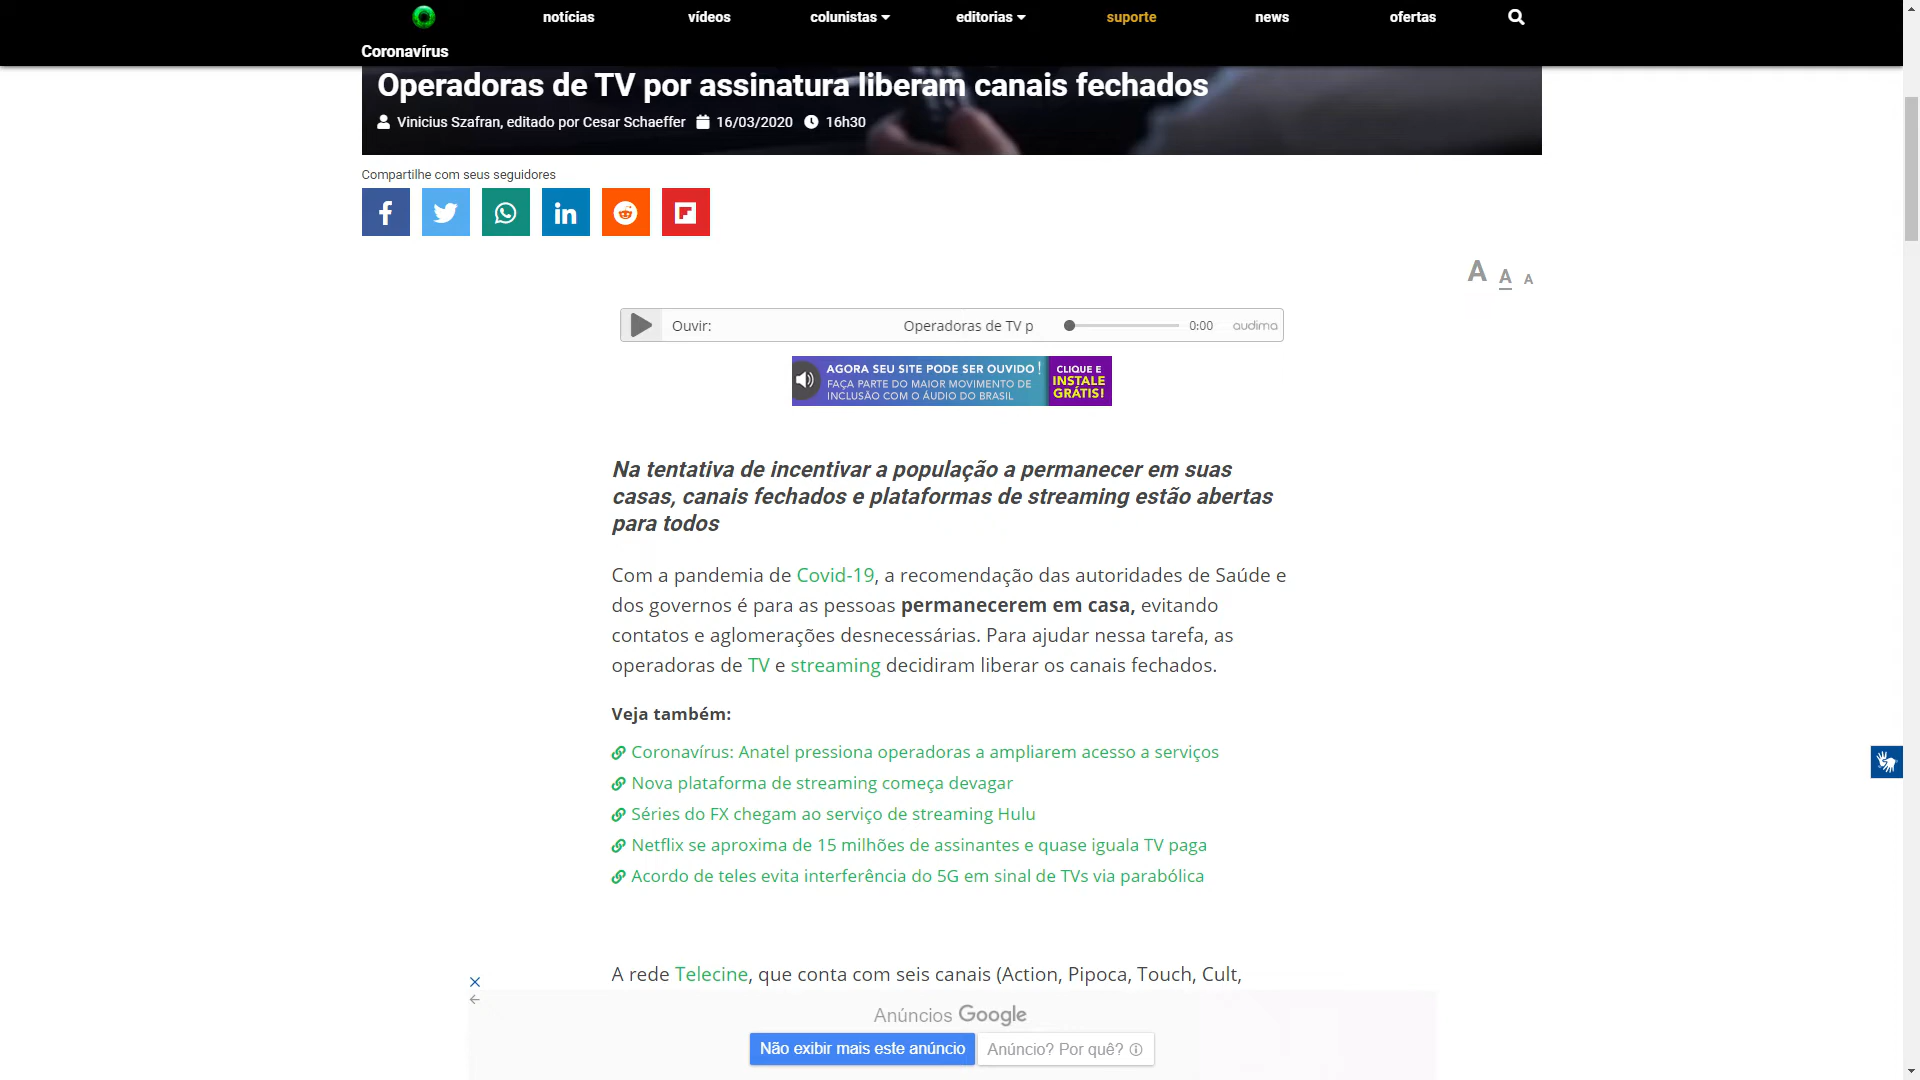 notícias vídeos colunistas editorias suporte news ofertas
Coronavírus
Operadoras de TV por assinatura liberam canais fechados
Vinicius Szafran, editado por Cesar Schaeffer 16/03/2020 16h30
Compartilhe com seus seguidores
A A A
Ouvir: Operadoras de TV p 0:00 audima
AGORA SEU SITE PODE SER OUVIDO!
FAÇA PARTE DO MAIOR MOVIMENTO DE
INCLUSÃO COM O ÁUDIO DO BRASIL
CLIQUE E
INSTALE
GRÁTIS!
Na tentativa de incentivar a população a permanecer em suas
casas, canais fechados e plataformas de streaming estão abertas
para todos
Com a pandemia de Covid-19, a recomendação das autoridades de Saúde e
dos governos é para as pessoas permanecerem em casa, evitando
contatos e aglomerações desnecessárias. Para ajudar nessa tarefa, as
operadoras de TV e streaming decidiram liberar os canais fechados.
Veja também:
Coronavírus: Anatel pressiona operadoras a ampliarem acesso a serviços
Nova plataforma de streaming começa devagar
Séries do FX chegam ao serviço de streaming Hulu
Netflix se aproxima de 15 milhões de assinantes e quase iguala TV paga
Acordo de teles evita interferência do 5G em sinal de TVs via parabólica
A rede Telecine, que conta com seis canais (Action, Pipoca, Touch, Cult,
Anúncios Google
Não exibir mais este anúncio
Anúncio? Por quê?